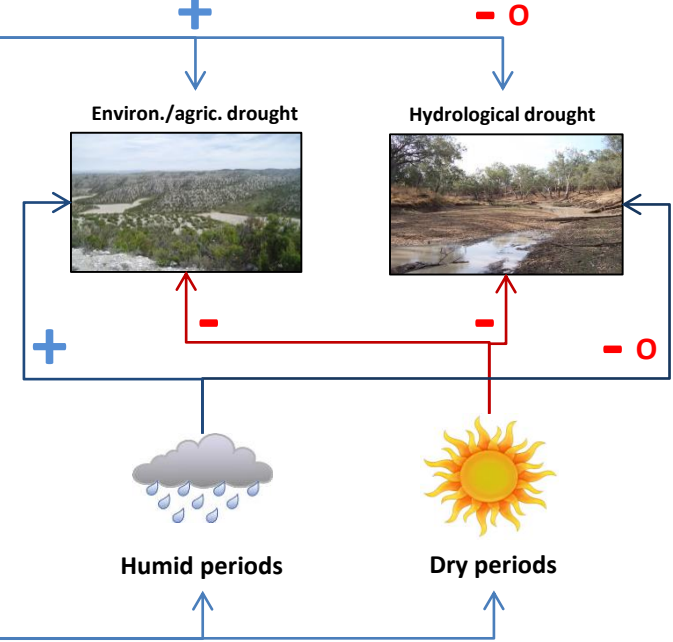 + - o
Environ./agric. drought Hydrological drought
- -
+ - o
Humid periods Dry periods